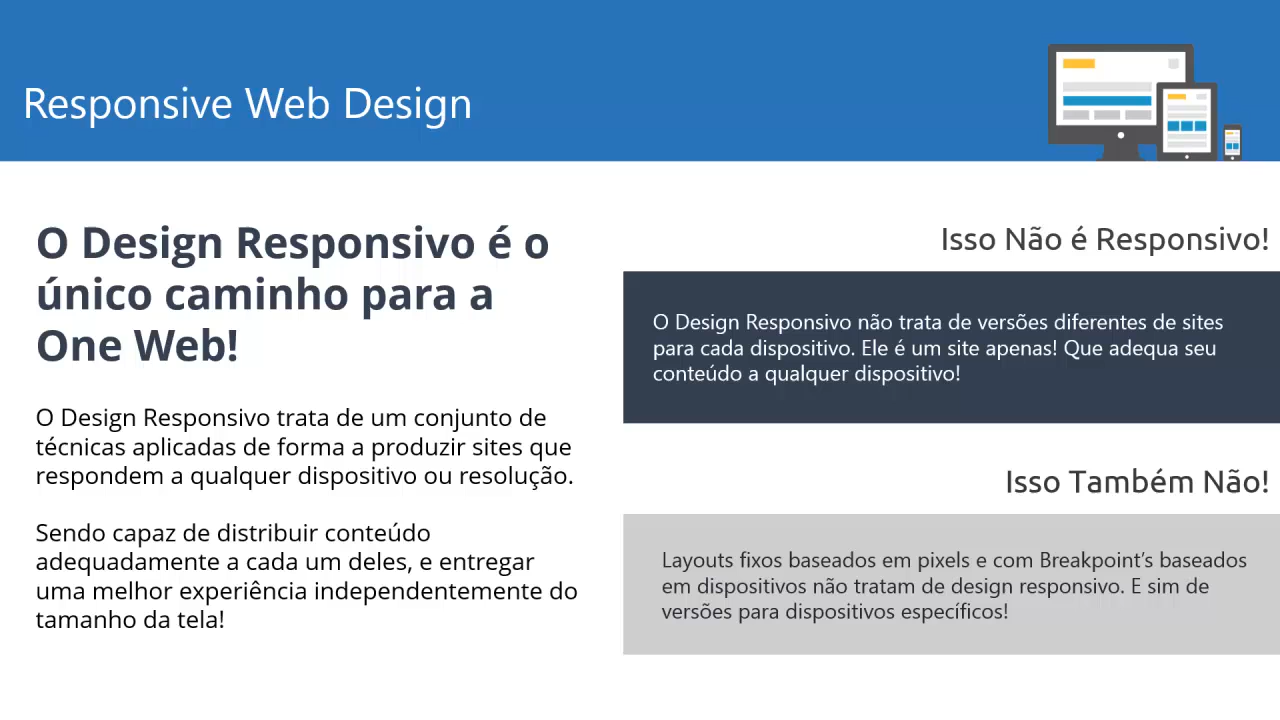 Responsive Web Design
O Design Responsivo é o
único caminho para a
One Web!
O Design Responsivo trata de um conjunto de
técnicas aplicadas de forma a produzir sites que
respondem a qualquer dispositivo ou resolução.
Sendo capaz de distribuir conteúdo
adequadamente a cada um deles, e entregar
uma melhor experiência independentemente do
tamanho da tela!
Isso Não é Responsivo!
O Design Responsivo não trata de versões diferentes de sites
para cada dispositivo. Ele é um site apenas! Que adequa seu
conteúdo a qualquer dispositivo!
Isso Também Não!
Layouts fixos baseados em pixels e com Breakpoint’s baseados
em dispositivos não tratam de design responsivo. E sim de
versões para dispositivos específicos!